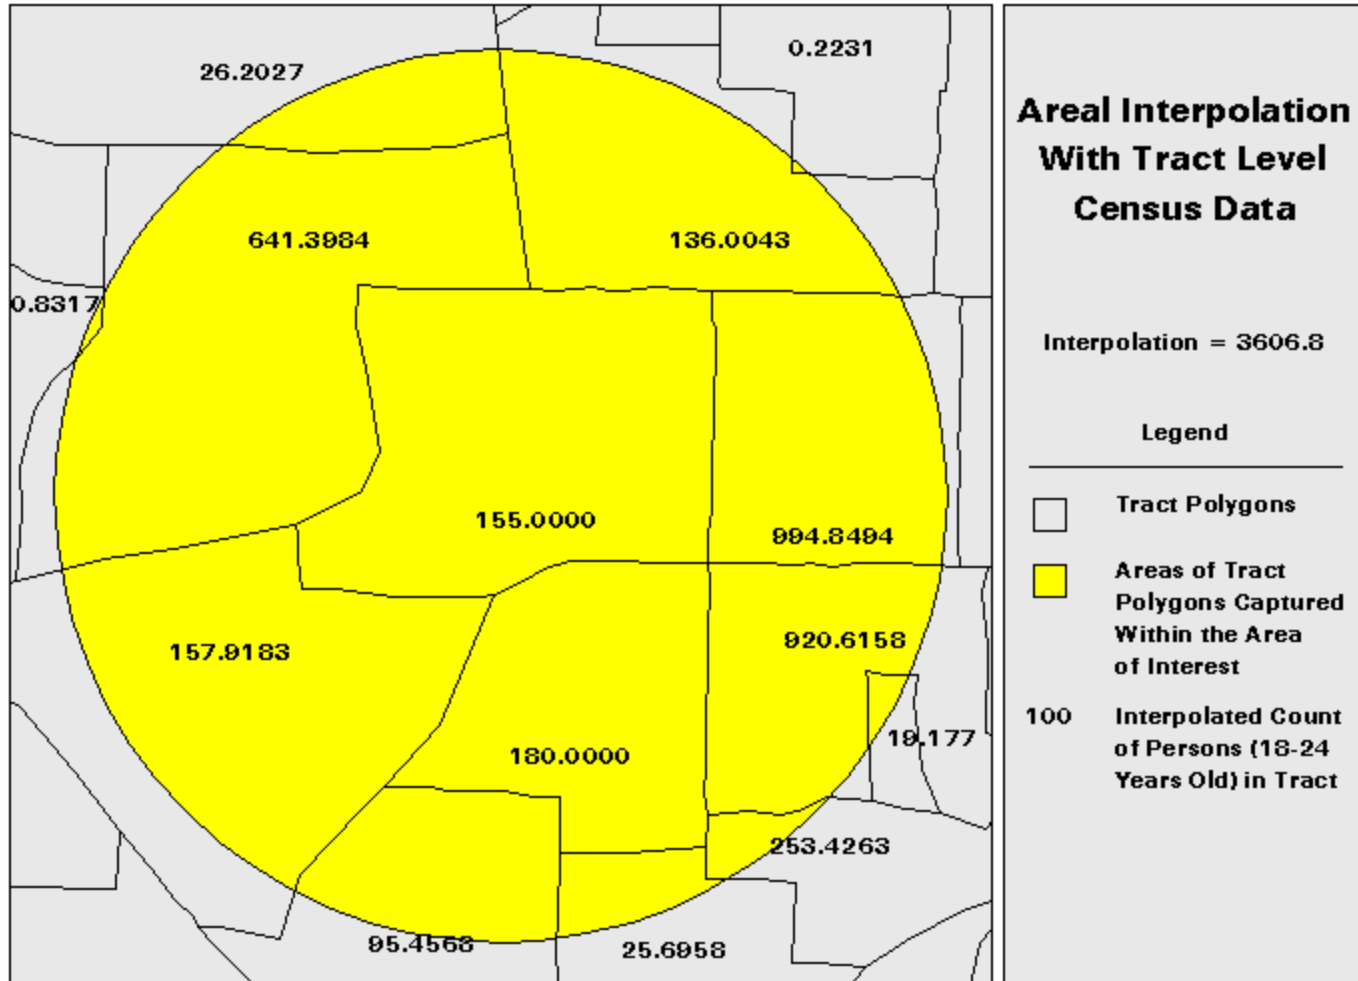 26.2027
0.2231
641.3984
136.0043
0.8317
155.0000
994.8494
157.9183
920.6158
180.0000
19.177
253.4263
95.4568
25.6958
Areal Interpolation
With Tract Level
Census Data
Interpolation = 3606.8
Legend
Tract Polygons
Areas of Tract
Polygons Captured
Within the Area
of Interest
100 Interpolated Count
of Persons (18-24
Years Old) in Tract